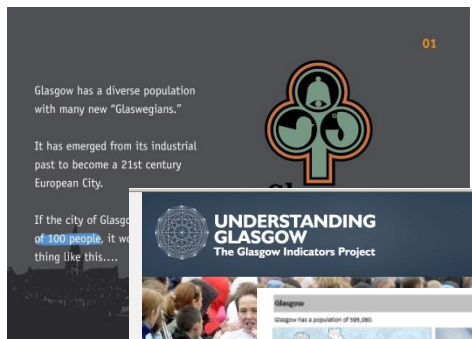 01
Glasgow has a diverse population
with many new “Glaswegians.”
It has emerged from its industrial
past to become a 21st century
European City.
If the city of Glasgo
of 100 people, it wo
thing like this....
UNDERSTANDING
GLASGOW
The Glasgow Indicators Project
Glasgow
Glasgow has a population of